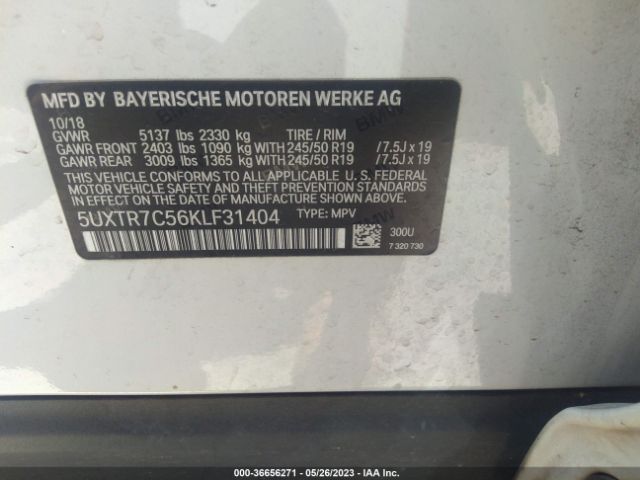 MFD BY BAYERISCHE MOTOREN WERKE AG
10/18
GVWR 5137 lbs 2330 kg TIRE / RIM
GAWR FRONT 2403 lbs 1090 kg WITH 245/50 R19 /7.5J x 19
GAWR REAR 3009 lbs 1365 kg WITH 245/50 R19 /7.5J x 19
THIS VEHICLE CONFORMS TO ALL APPLICABLE U.S. FEDERAL
MOTOR VEHICLE SAFETY, BUMPER, AND
THEFT PREVENTION STANDARDS IN EFFECT ON THE
DATE OF MANUFACTURE SHOWN ABOVE.
5UXTR7C56KLF31404 TYPE: MPV
300U
7 320 730
000-36656271 - 05/26/2023 - IAA Inc.